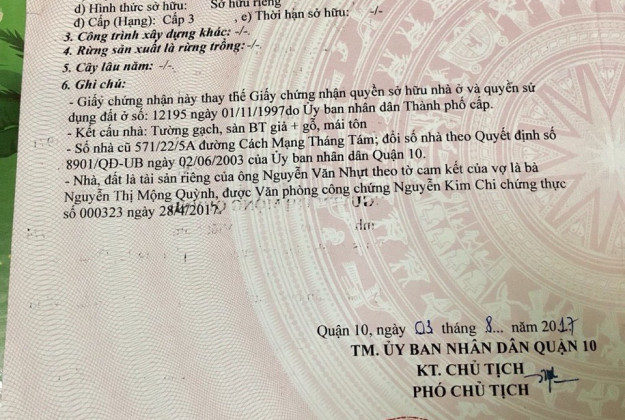 d) Hình thức sở hữu: Sở hữu riêng
đ) Cấp (Hạng): Cấp 3 , e) Thời hạn sở hữu: -/-
3. Công trình xây dựng khác: -/-.
4. Rừng sản xuất là rừng trồng:-/-.
5. Cây lâu năm: -/-.
6. Ghi chú:
- Giấy chứng nhận này thay thế Giấy chứng nhận quyền sở hữu nhà ở và quyền sử
dụng đất ở số: 12195 ngày 01/11/1997do Ủy ban nhân dân Thành phố cấp.
- Kết cấu nhà: Tường gạch, sàn BT giả + gỗ, mái tôn
- Số nhà cũ 571/22/5A đường Cách Mạng Tháng Tám; đổi số nhà theo Quyết định số
8901/QĐ-UB ngày 02/06/2003 của Ủy ban nhân dân Quận 10.
- Nhà, đất là tài sản riêng của ông Nguyễn Văn Nhựt theo tờ cam kết của vợ là bà
Nguyễn Thị Mộng Quỳnh, được Văn phòng công chứng Nguyễn Kim Chi chứng thực
số 000323 ngày 28/4/2017.
Quận 10, ngày 03 tháng 8... năm 2017
TM. ỦY BAN NHÂN DÂN QUẬN 10
KT. CHỦ TỊCH
PHÓ CHỦ TỊCH